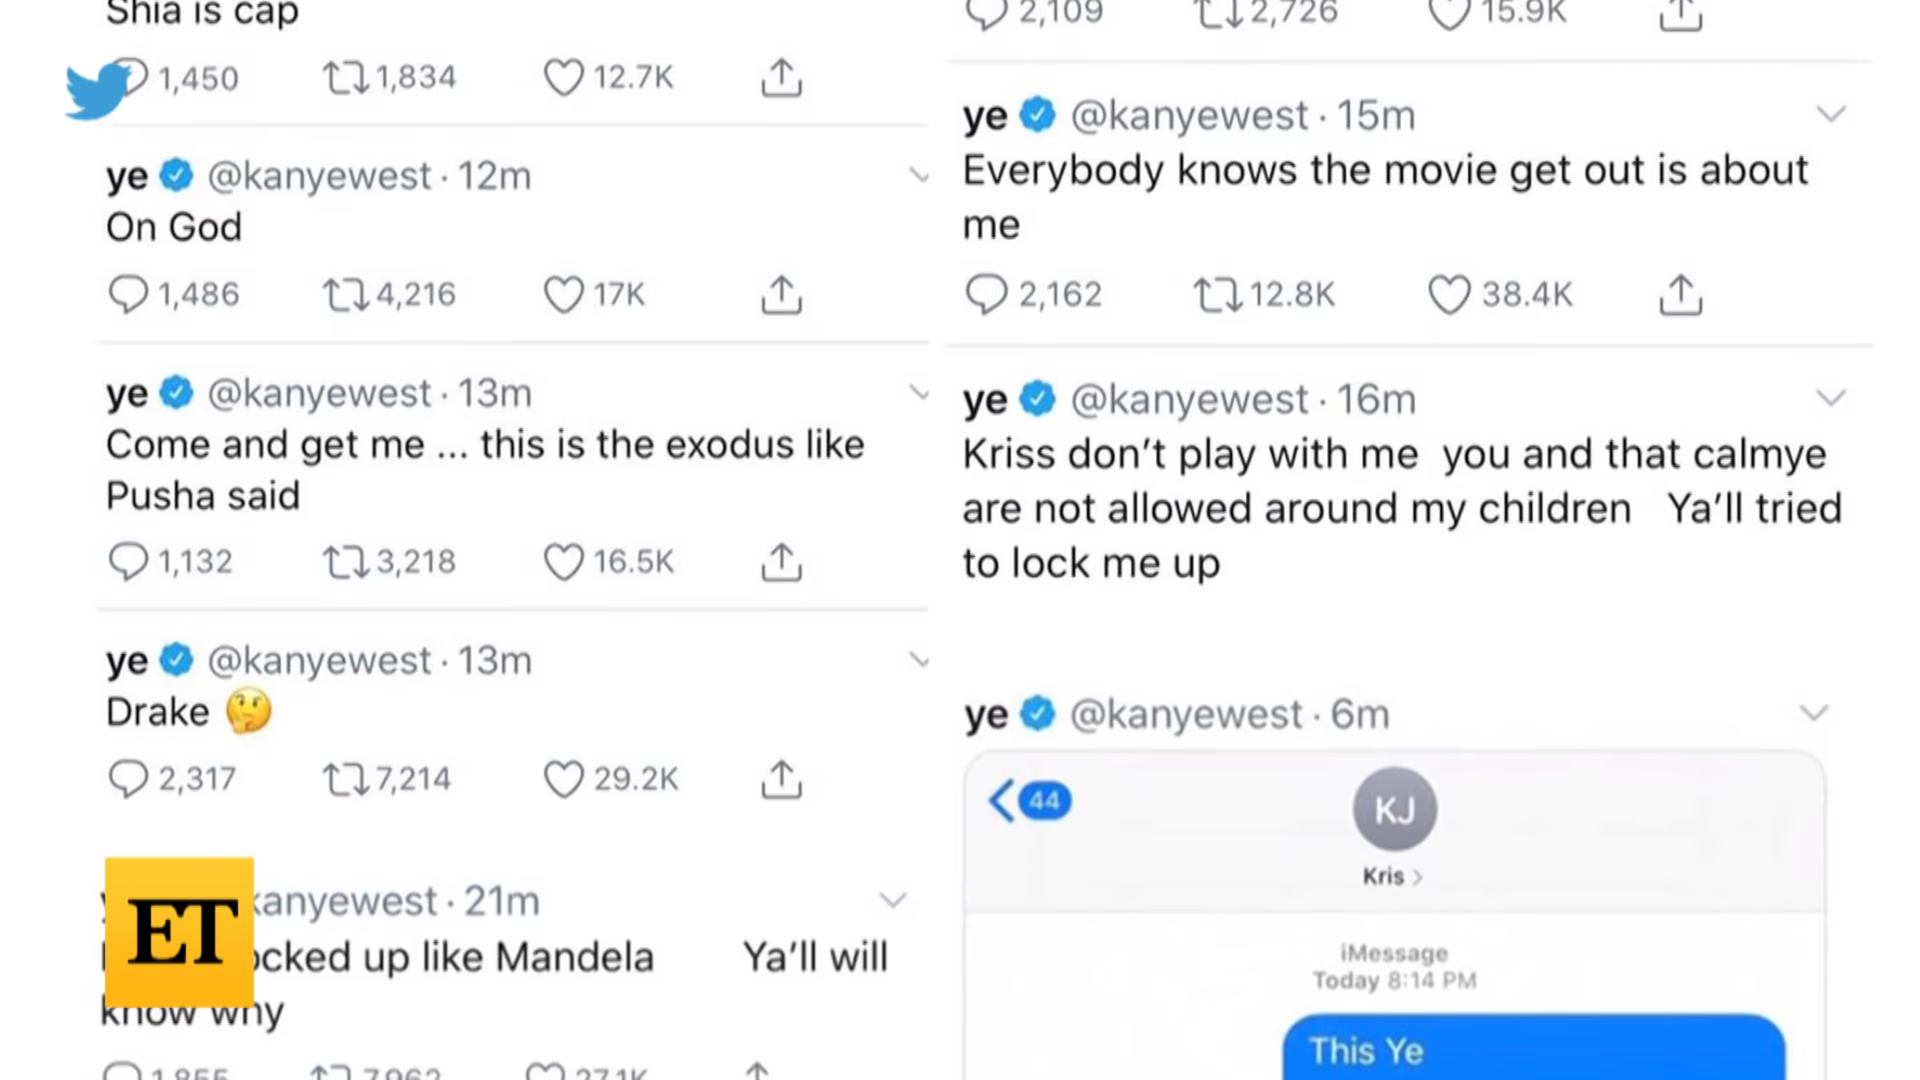 Shia is cap
1,450 1,834 12.7K
ye @kanyewest · 12m
On God
1,486 4,216 17K
ye @kanyewest · 13m
Come and get me ... this is the exodus like
Pusha said
1,132 3,218 16.5K
ye @kanyewest · 13m
Drake 🤔
2,317 7,214 29.2K
kanyewest · 21m
ocked up like Mandela Ya'll will
know why
ET
2,109 2,726 15.9K
ye @kanyewest · 15m
Everybody knows the movie get out is about
me
2,162 12.8K 38.4K
ye @kanyewest · 16m
Kriss don't play with me you and that calmye
are not allowed around my children Ya'll tried
to lock me up
ye @kanyewest · 6m
44
KJ
Kris >
iMessage
Today 8:14 PM
This Ye